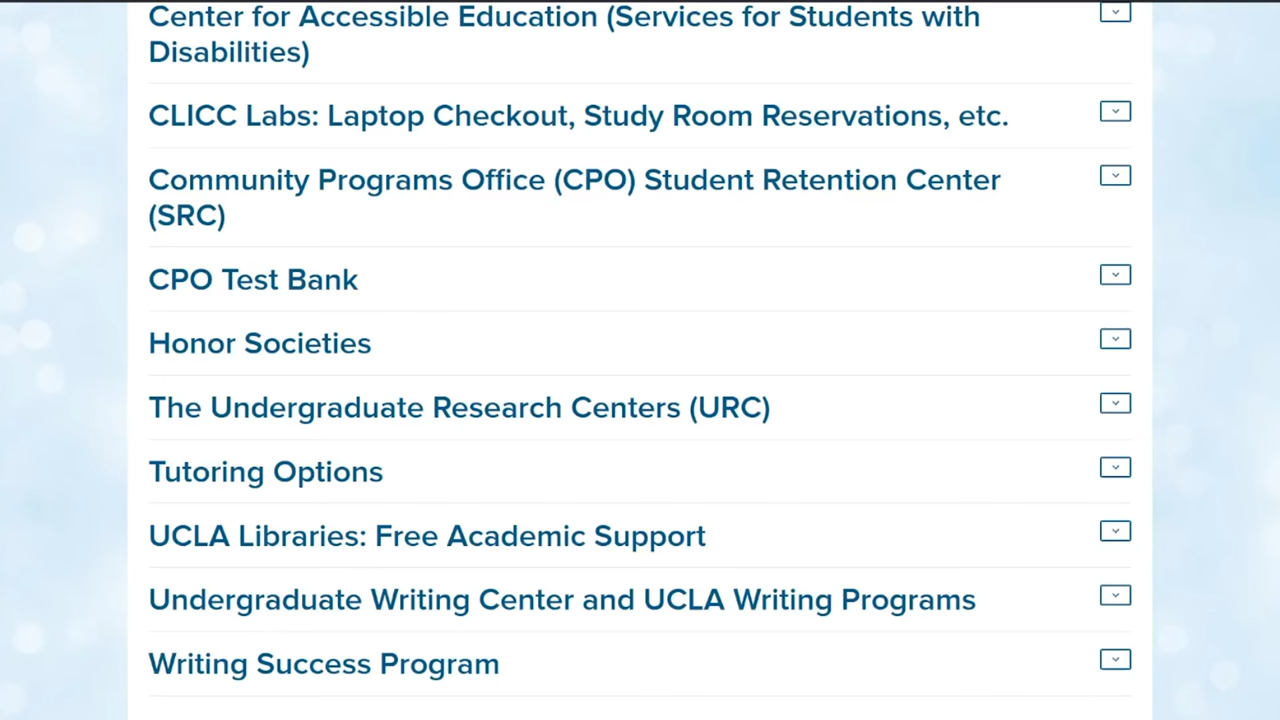 Center for Accessible Education (Services for Students with
Disabilities)
CLICC Labs: Laptop Checkout, Study Room Reservations, etc.
Community Programs Office (CPO) Student Retention Center
(SRC)
CPO Test Bank
Honor Societies
The Undergraduate Research Centers (URC)
Tutoring Options
UCLA Libraries: Free Academic Support
Undergraduate Writing Center and UCLA Writing Programs
Writing Success Program